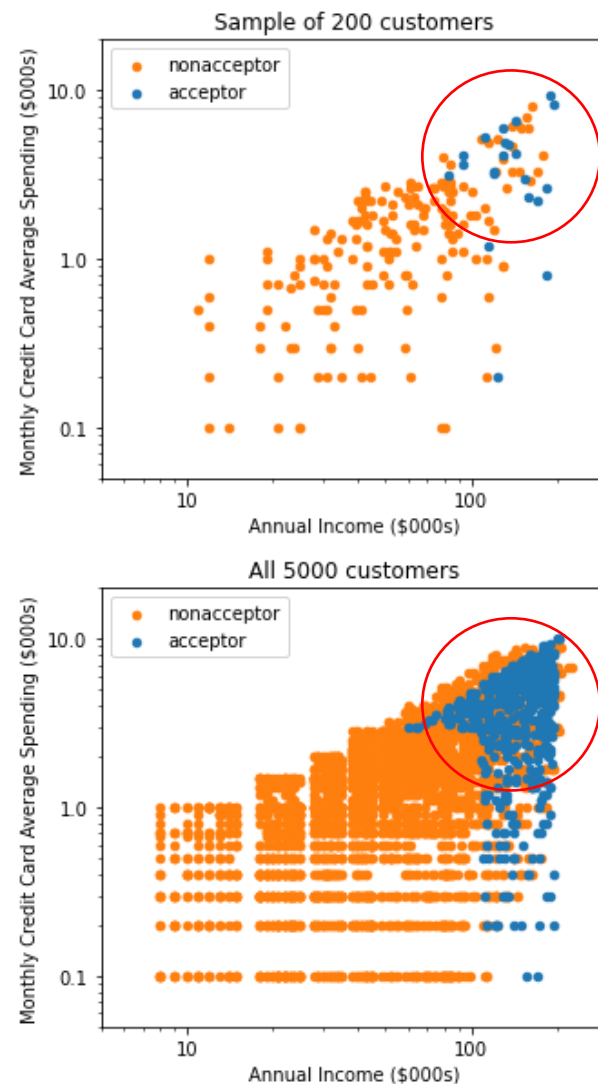 Sample of 200 customers
nonacceptor
acceptor
10.0
1.0
0.1
Monthly Credit Card Average Spending ($000s)
10
100
Annual Income ($000s)
All 5000 customers
nonacceptor
acceptor
10.0
1.0
0.1
Monthly Credit Card Average Spending ($000s)
10
100
Annual Income ($000s)